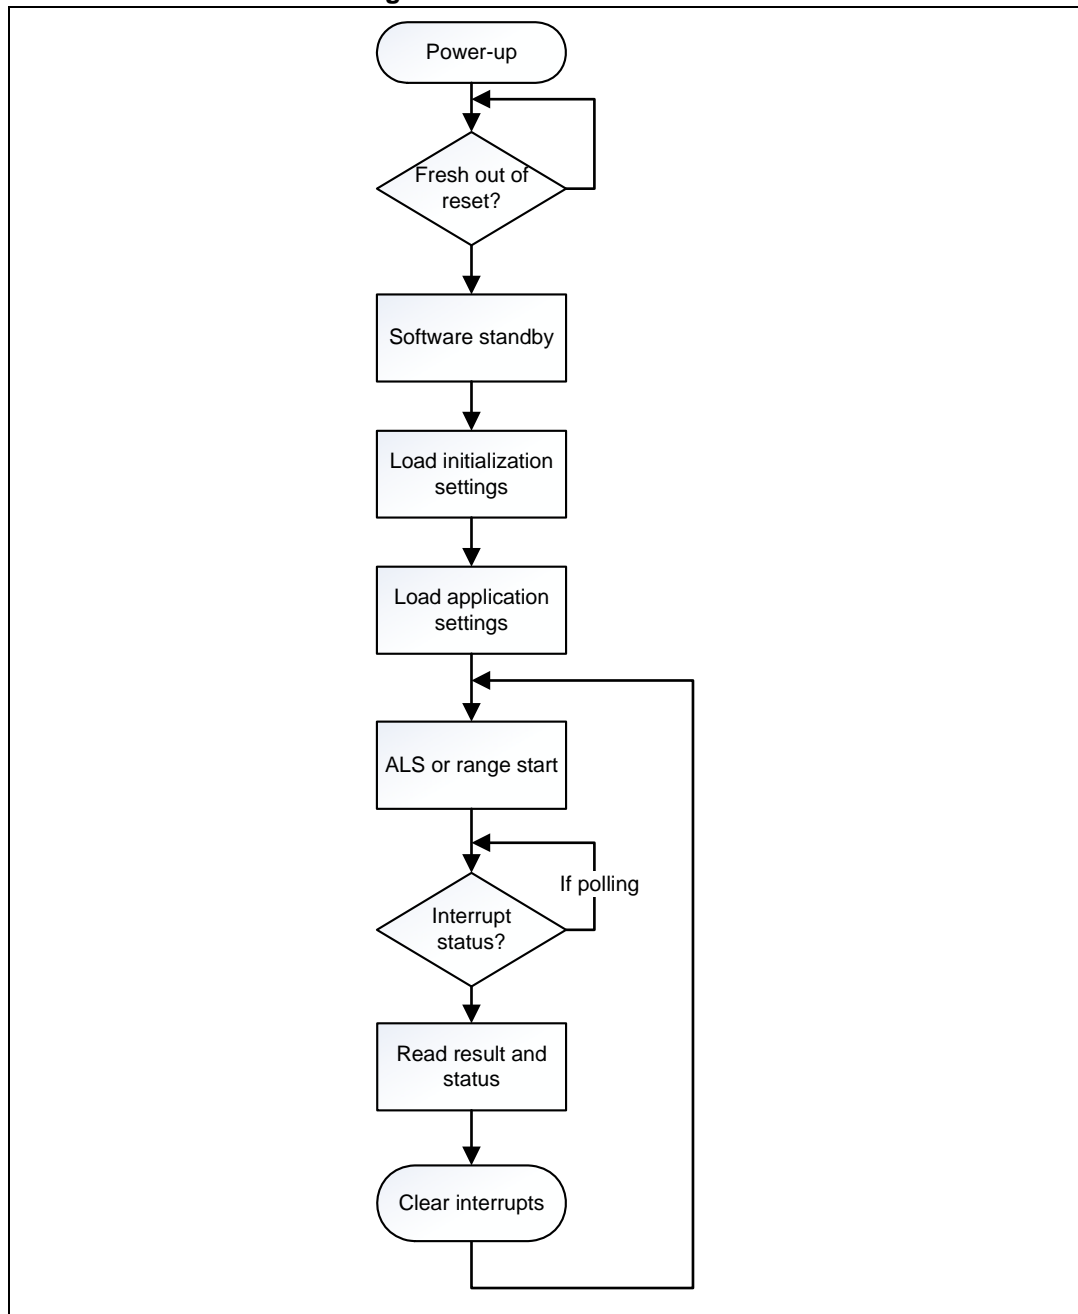 Power-up
Fresh out of
reset?
Software standby
Load initialization
settings
Load application
settings
ALS or range start
If polling
Interrupt
status?
Read result and
status
Clear interrupts